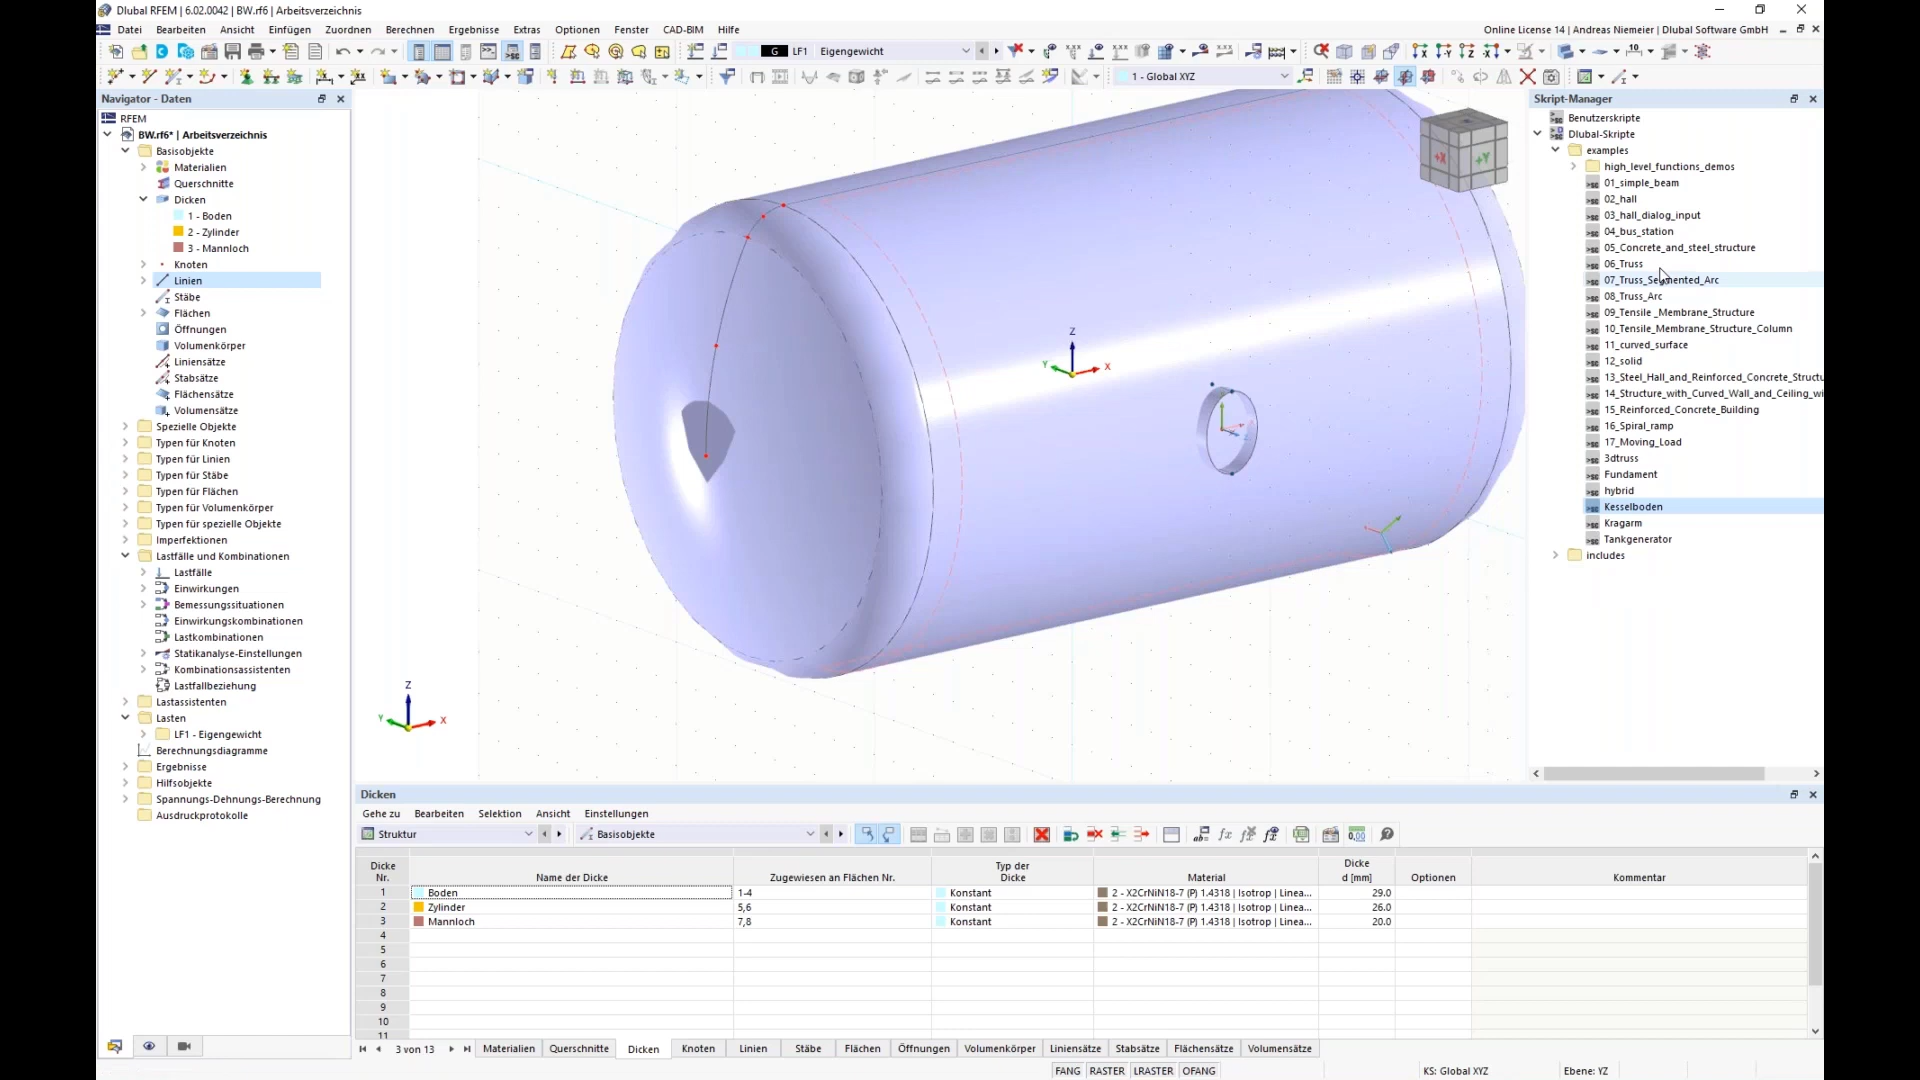 Dlubal RFEM | 6.02.0042 | BW.rf6 | Arbeitsverzeichnis
Datei Bearbeiten Ansicht Einfügen Zuordnen Berechnen Ergebnisse Extras Optionen Fenster CAD-BIM Hilfe
Online License 14 | Andreas Niemeier | Dlubal Software GmbH
G LF1 Eigengewicht
1 - Global XYZ
Navigator - Daten
RFEM
BW.rf6* | Arbeitsverzeichnis
Basisobjekte
Materialien
Querschnitte
Dicken
1 - Boden
2 - Zylinder
3 - Mannloch
Knoten
Linien
Stäbe
Flächen
Öffnungen
Volumenkörper
Liniensätze
Stabsätze
Flächensätze
Volumensätze
Spezielle Objekte
Typen für Knoten
Typen für Linien
Typen für Stäbe
Typen für Flächen
Typen für Volumenkörper
Typen für spezielle Objekte
Imperfektionen
Lastfälle und Kombinationen
Lastfälle
Einwirkungen
Bemessungssituationen
Einwirkungskombinationen
Lastkombinationen
Statikanalyse-Einstellungen
Kombinationsassistenten
Lastfallbeziehung
Lastassistenten
Lasten
LF1 - Eigengewicht
Berechnungsdiagramme
Ergebnisse
Hilfsobjekte
Spannungs-Dehnungs-Berechnung
Ausdruckprotokolle
Z
Y
X
Z
Y
X
+X
+Y
Skript-Manager
Benutzerskripte
Dlubal-Skripte
examples
high_level_functions_demos
01_simple_beam
02_hall
03_hall_dialog_input
04_bus_station
05_Concrete_and_steel_structure
06_Truss
07_Truss_Segmented_Arc
08_Truss_Arc
09_Tensile _Membrane_Structure
10_Tensile_Membrane_Structure_Column
11_curved_surface
12_solid
13_Steel_Hall_and_Reinforced_Concrete_Structu
14_Structure_with_Curved_Wall_and_Ceiling_wi
15_Reinforced_Concrete_Building
16_Spiral_ramp
17_Moving_Load
3dtruss
Fundament
hybrid
Kesselboden
Kragarm
Tankgenerator
includes
Dicken
Gehe zu Bearbeiten Selektion Ansicht Einstellungen
Struktur Basisobjekte
Dicke Nr. Name der Dicke Zugewiesen an Flächen Nr. Typ der Dicke Material Dicke d [mm] Optionen Kommentar
1 Boden 1-4 Konstant 2 - X2CrNiN18-7 (P) 1.4318 | Isotrop | Linea... 29.0
2 Zylinder 5,6 Konstant 2 - X2CrNiN18-7 (P) 1.4318 | Isotrop | Linea... 26.0
3 Mannloch 7,8 Konstant 2 - X2CrNiN18-7 (P) 1.4318 | Isotrop | Linea... 20.0
4
5
6
7
8
9
10
11
3 von 13 Materialien Querschnitte Dicken Knoten Linien Stäbe Flächen Öffnungen Volumenkörper Liniensätze Stabsätze Flächensätze Volumensätze
FANG RASTER LRASTER OFANG KS: Global XYZ Ebene: YZ